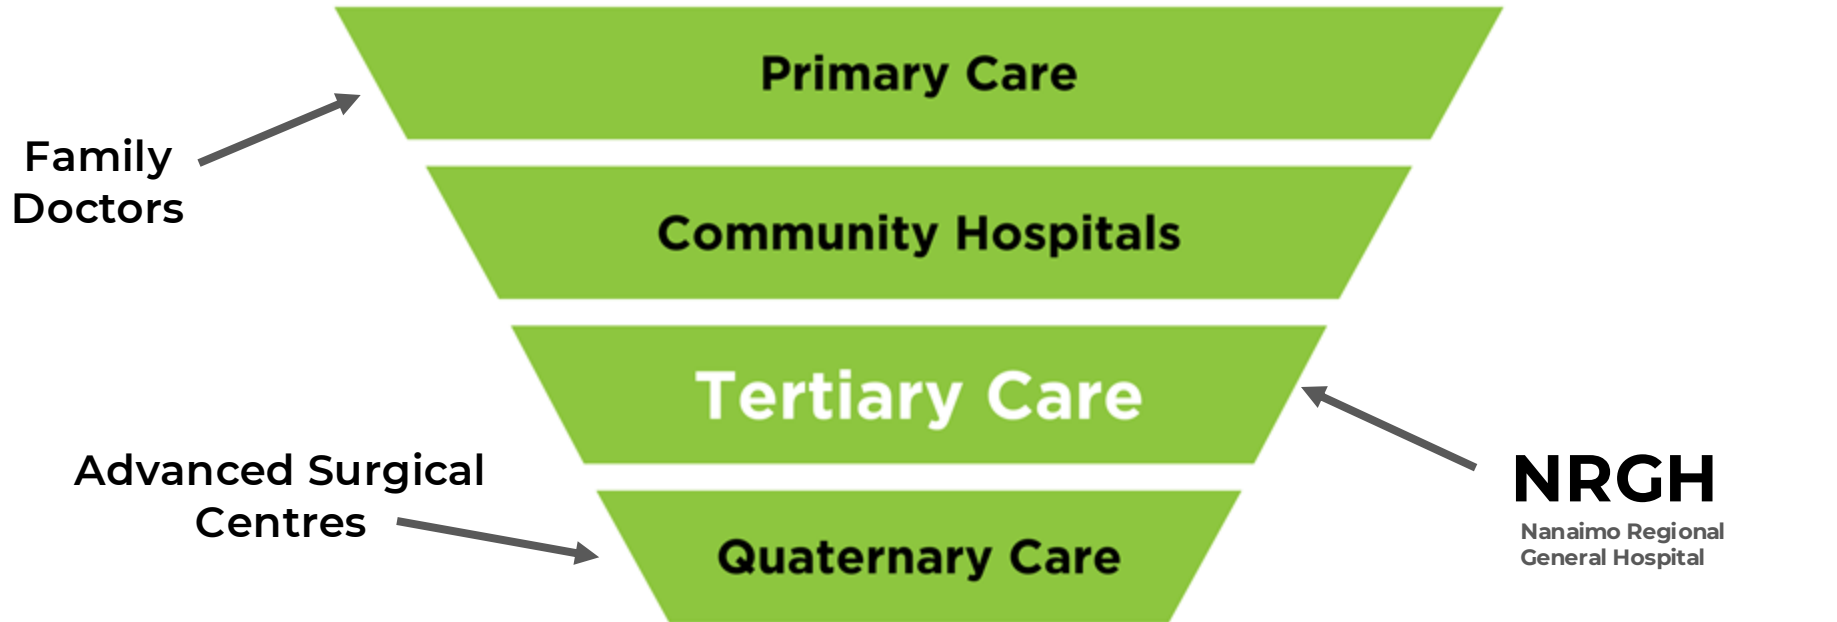 Primary Care
Family
Doctors
Community Hospitals
Tertiary Care
Advanced Surgical
Centres
NRGH
Nanaimo Regional
General Hospital
Quaternary Care